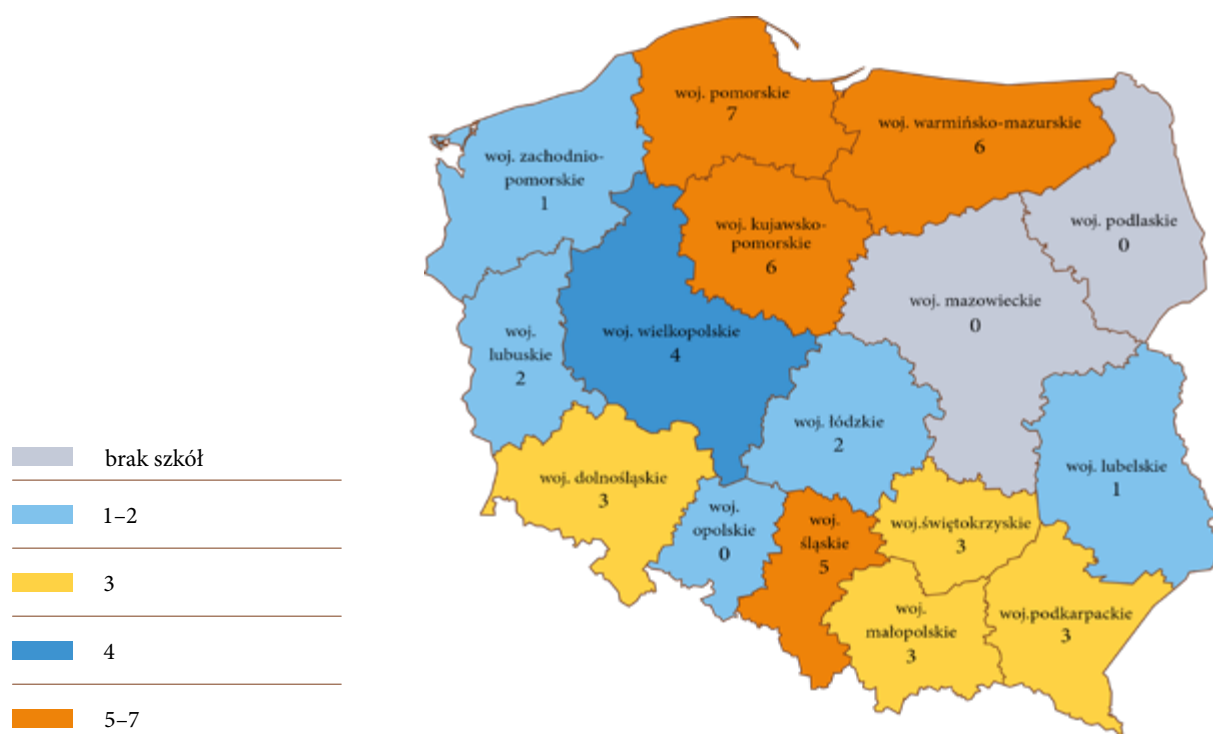 woj. pomorskie
7
woj. warmińsko-mazurskie
6
woj. zachodnio-
pomorskie
1
woj. podlaskie
0
woj. kujawsko-
pomorskie
6
woj. mazowieckie
0
woj.
lubuskie
2
woj. wielkopolskie
4
woj. łódzkie
2
woj. lubelskie
1
woj. dolnośląskie
3
woj.
opolskie
0
woj.
śląskie
5
woj.świętokrzyskie
3
woj.
małopolskie
3
woj.podkarpackie
3
brak szkół
1–2
3
4
5–7